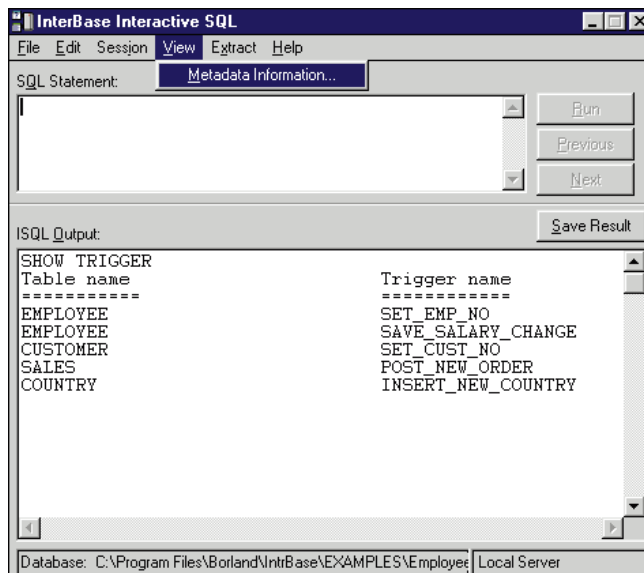 InterBase Interactive SQL
File Edit Session View Extract Help
Metadata Information...
SQL Statement:
Run
Previous
Next
Save Result
ISQL Output:
SHOW TRIGGER
Table name Trigger name
=========== ============
EMPLOYEE SET_EMP_NO
EMPLOYEE SAVE_SALARY_CHANGE
CUSTOMER SET_CUST_NO
SALES POST_NEW_ORDER
COUNTRY INSERT_NEW_COUNTRY
Database: C:\Program Files\Borland\IntrBase\EXAMPLES\Employee Local Server